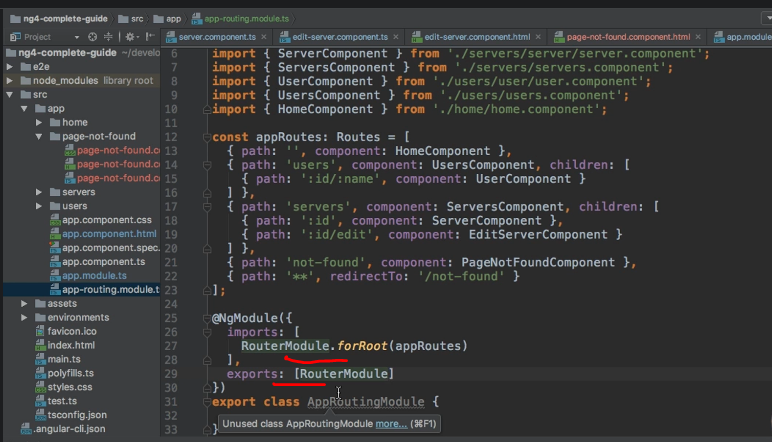 ng4-complete-guide src app app-routing.module.ts
Project
server.component.ts × edit-server.component.ts × edit-server.component.html × page-not-found.component.html × app.module
ng4-complete-guide ~/develo
e2e
node_modules library root
src
app
home
page-not-found
page-not-found.co
page-not-found.co
page-not-found.co
servers
users
app.component.css
app.component.html
app.component.spec.
app.component.ts
app.module.ts
app-routing.module.ts
assets
environments
favicon.ico
index.html
main.ts
polyfills.ts
styles.css
test.ts
tsconfig.json
.angular-cli.json
6 import { ServerComponent } from './servers/server/server.component';
7 import { ServersComponent } from './servers/servers.component';
8 import { UserComponent } from './users/user/user.component';
9 import { UsersComponent } from './users/users.component';
10 import { HomeComponent } from './home/home.component';
11
12 const appRoutes: Routes = [
13 { path: '', component: HomeComponent },
14 { path: 'users', component: UsersComponent, children: [
15 { path: ':id/:name', component: UserComponent }
16 ] },
17 { path: 'servers', component: ServersComponent, children: [
18 { path: ':id', component: ServerComponent },
19 { path: ':id/edit', component: EditServerComponent }
20 ] },
21 { path: 'not-found', component: PageNotFoundComponent },
22 { path: '**', redirectTo: '/not-found' }
23 ];
24
25 @NgModule({
26 imports: [
27 RouterModule.forRoot(appRoutes)
28 ],
29 exports: [RouterModule]
30 })
31 export class AppRoutingModule {
32
Unused class AppRoutingModule more... (⌘F1)
33 }